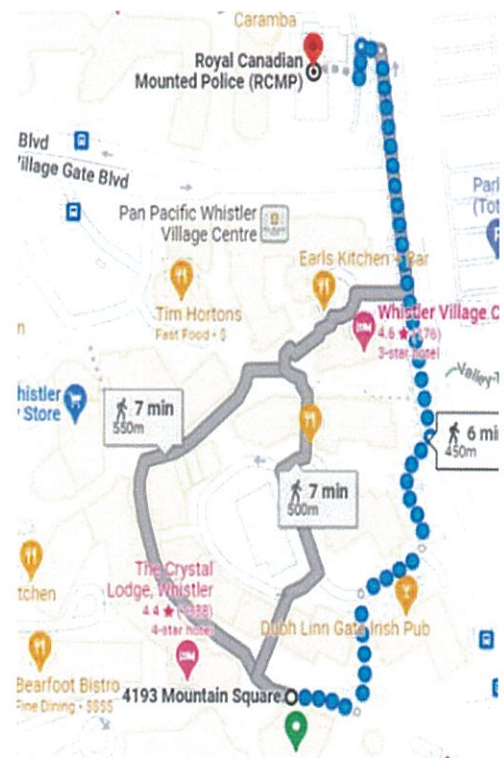 Caramba
Royal Canadian
Mounted Police (RCMP)
Blvd
Village Gate Blvd
Pan Pacific Whistler
Village Centre
Earls Kitchen + Bar
Tim Hortons
Fast Food • $
Whistler Village
4.6 ★
3-star hotel
histler
Store
7 min
550m
6 mi
450m
7 min
500m
The Crystal
Lodge, Whistler
4.4 ★
4-star hotel
tchen
Dubh Linn Gate Irish Pub
Bearfoot Bistro
Fine Dining • $$$$
4193 Mountain Square